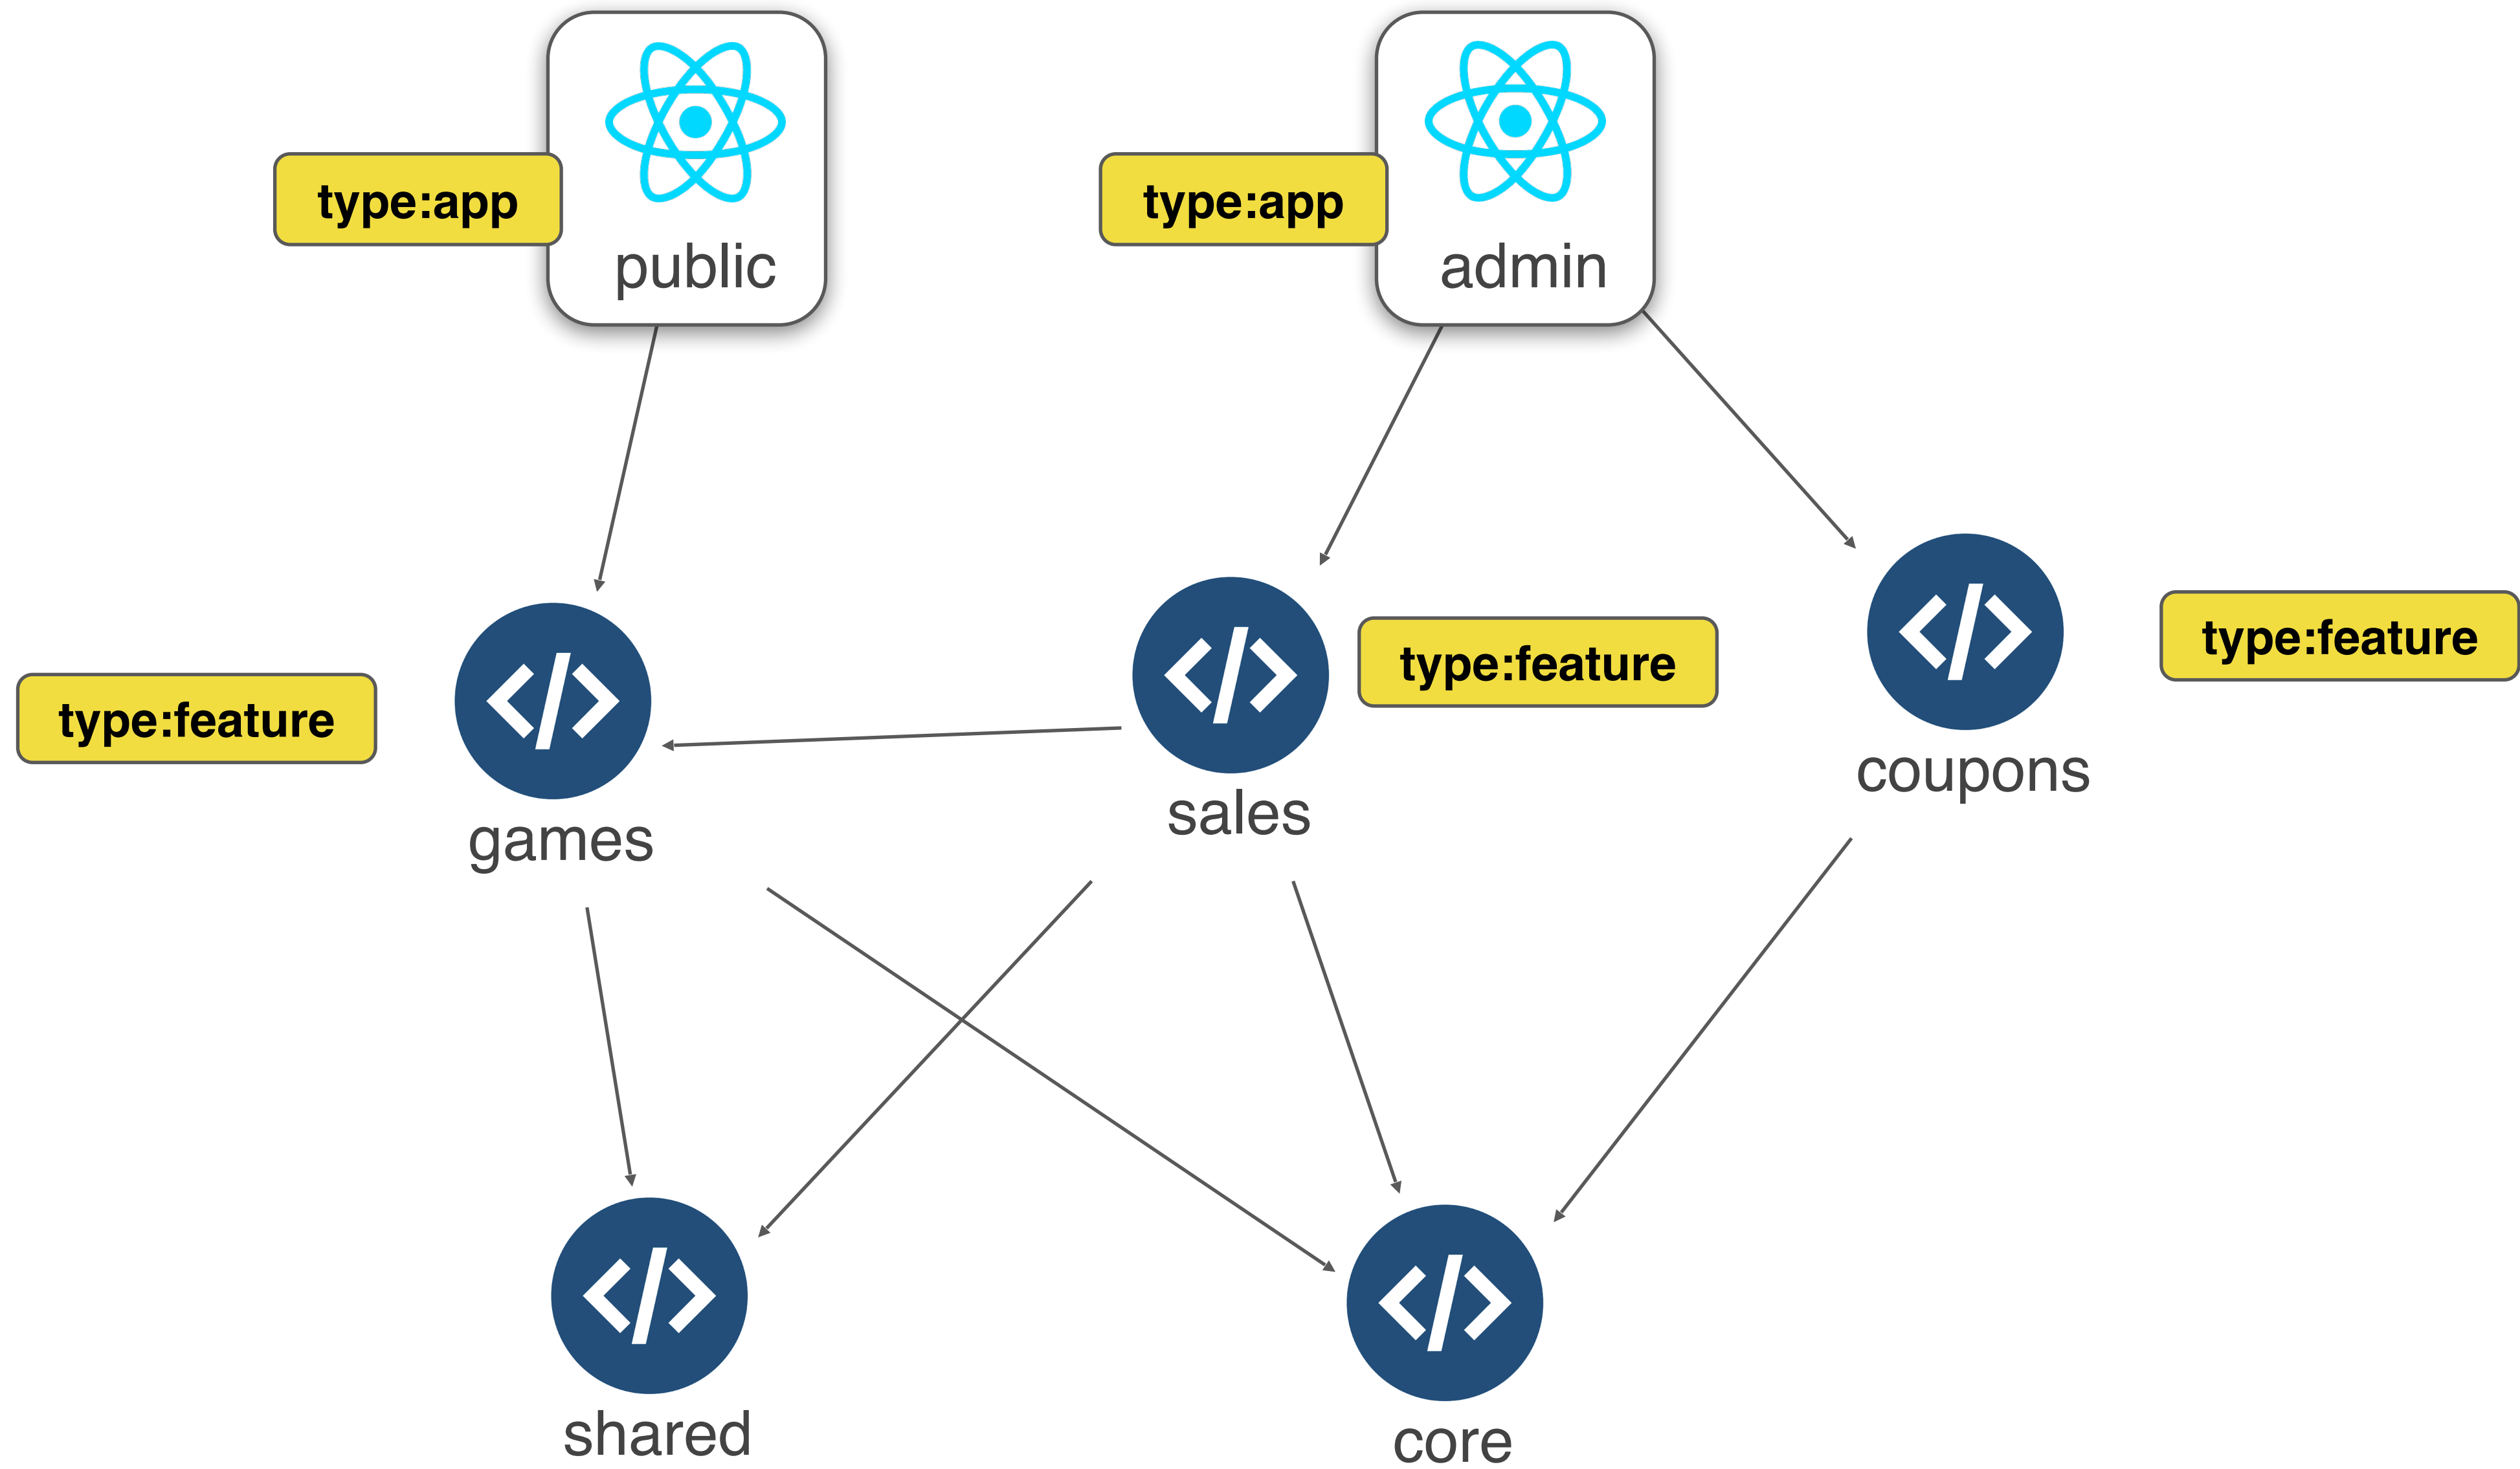 type:app
public
type:app
admin
type:feature
games
sales
type:feature
coupons
type:feature
shared
core